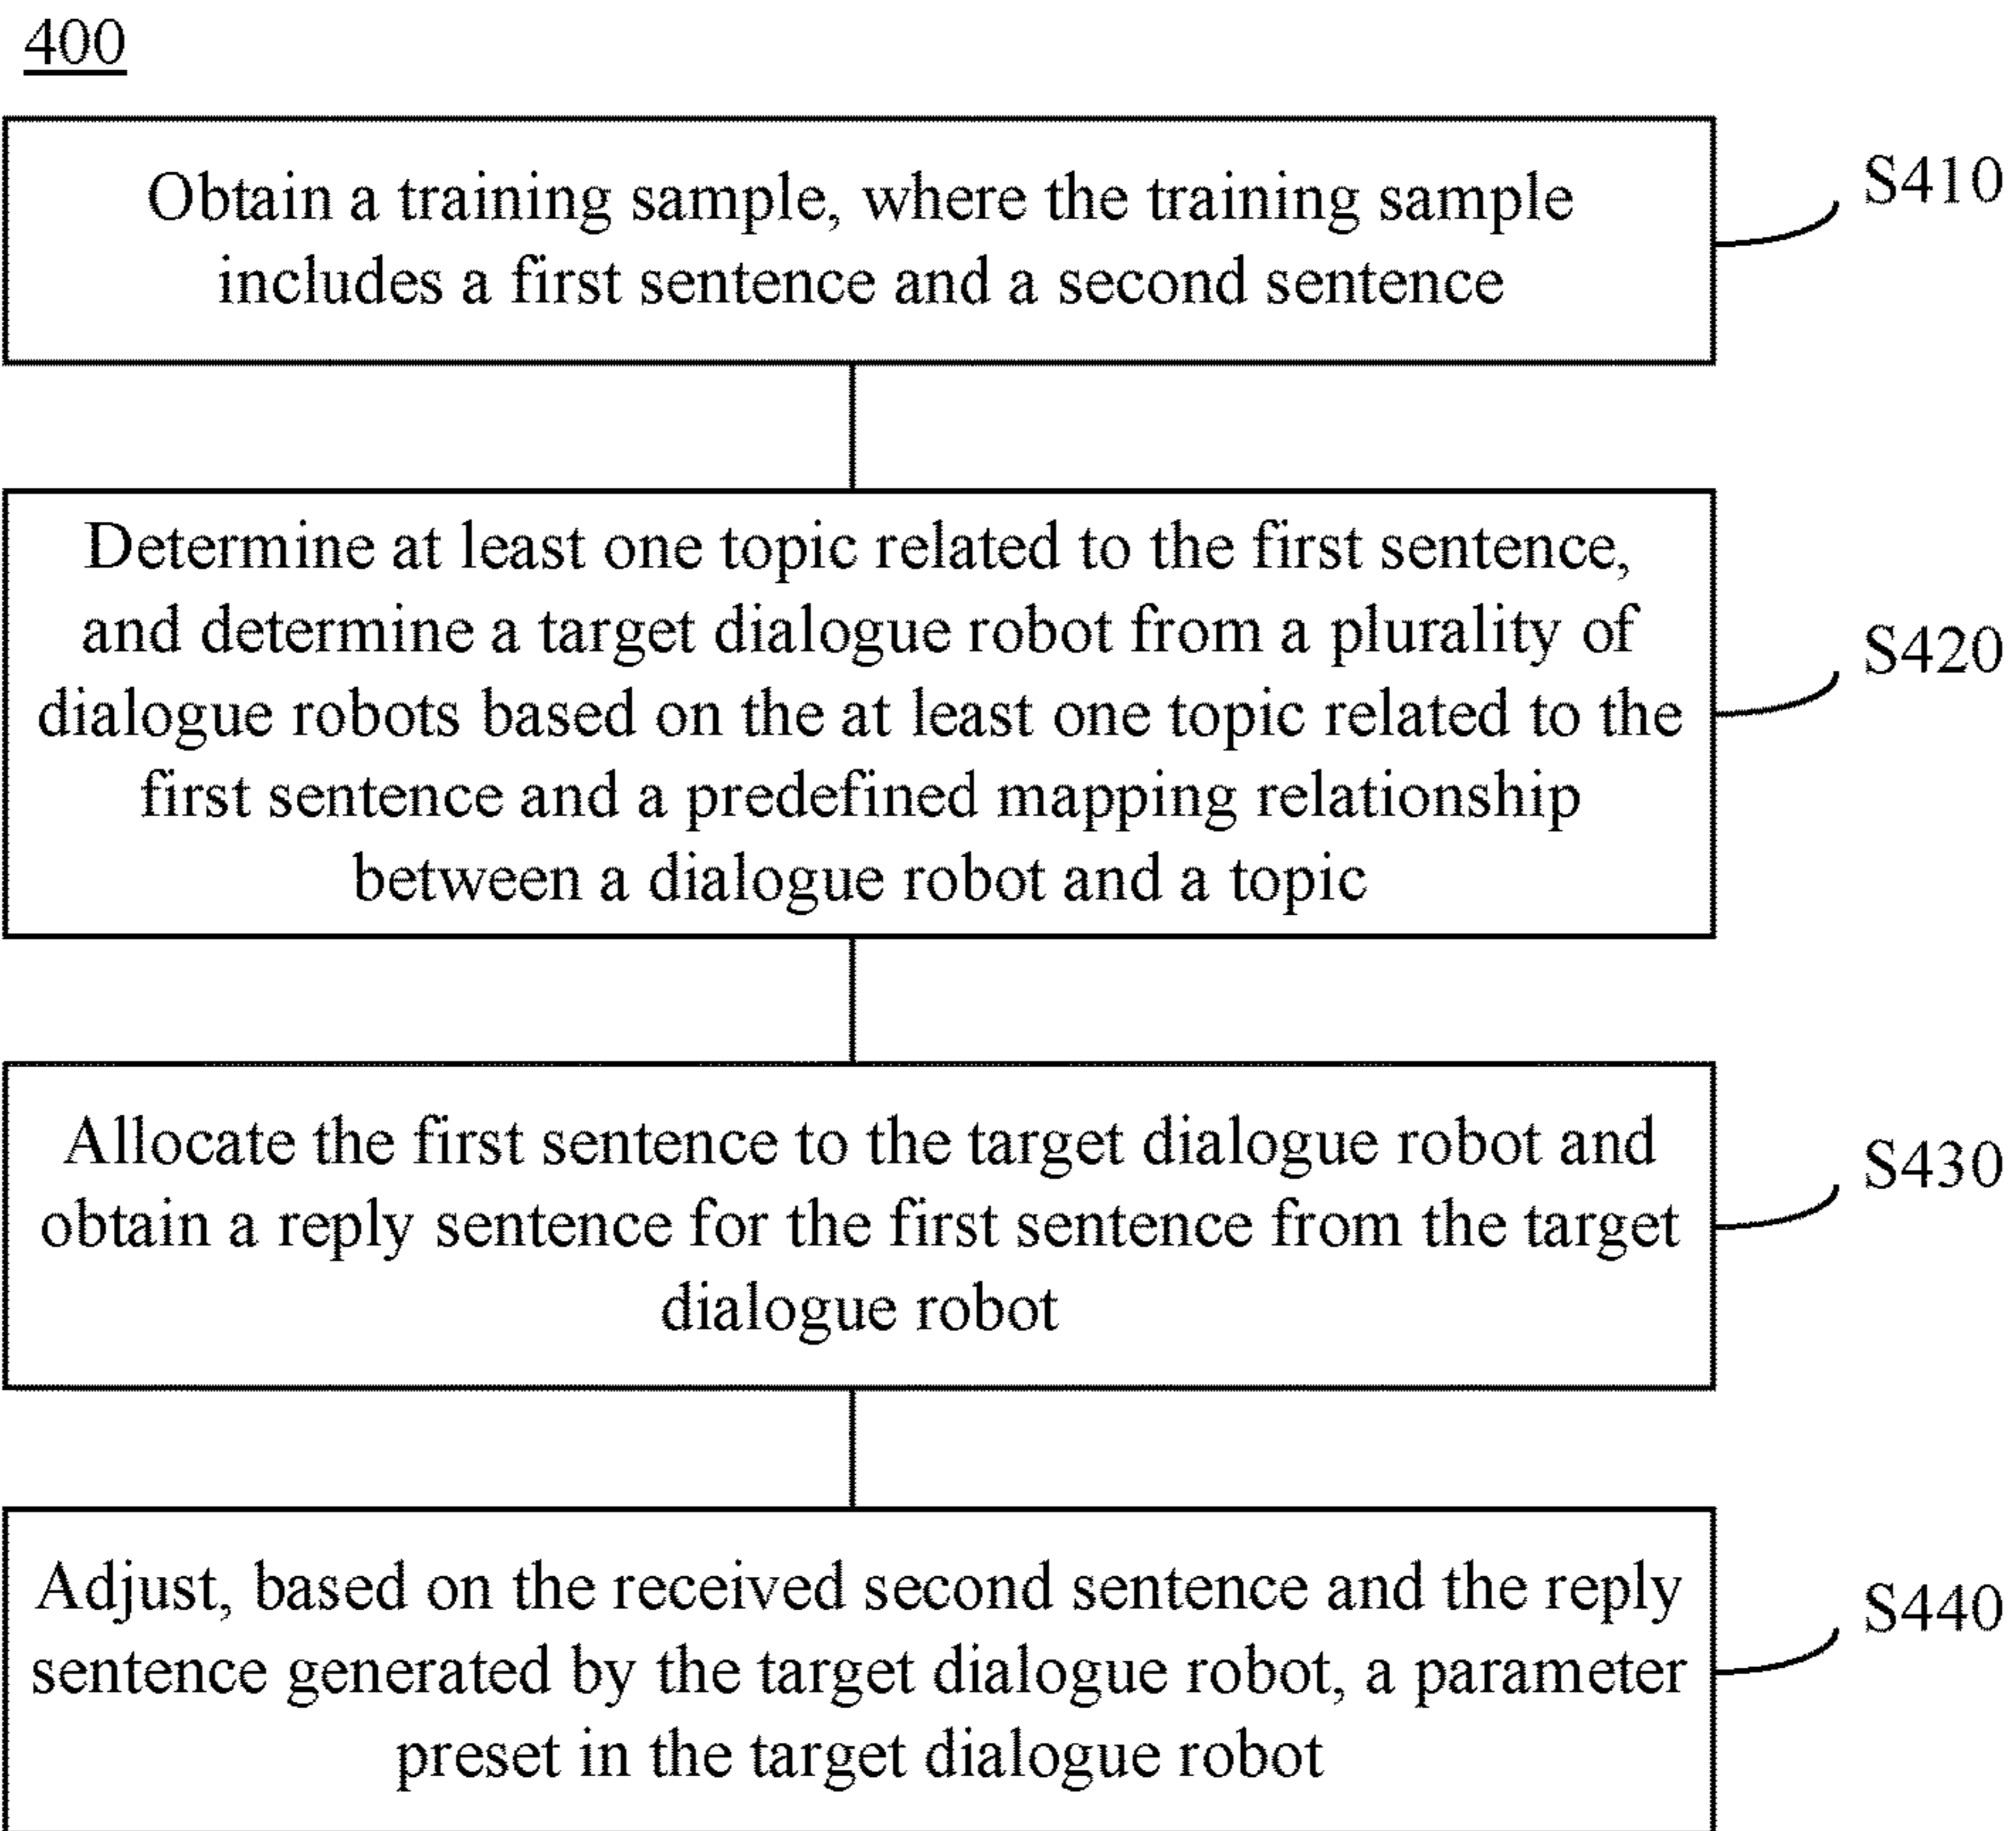 400
Obtain a training sample, where the training sample
includes a first sentence and a second sentence
S410
Determine at least one topic related to the first sentence,
and determine a target dialogue robot from a plurality of
dialogue robots based on the at least one topic related to the
first sentence and a predefined mapping relationship
between a dialogue robot and a topic
S420
Allocate the first sentence to the target dialogue robot and
obtain a reply sentence for the first sentence from the target
dialogue robot
S430
Adjust, based on the received second sentence and the reply
sentence generated by the target dialogue robot, a parameter
preset in the target dialogue robot
S440